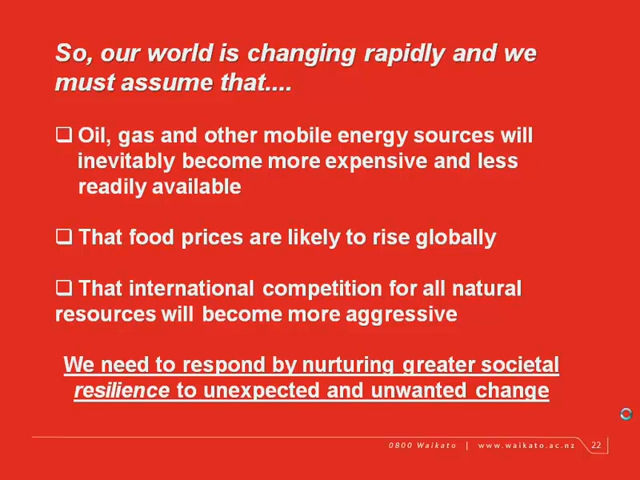 So, our world is changing rapidly and we
must assume that....
❑ Oil, gas and other mobile energy sources will
inevitably become more expensive and less
readily available
❑ That food prices are likely to rise globally
❑ That international competition for all natural
resources will become more aggressive
We need to respond by nurturing greater societal
resilience to unexpected and unwanted change
0800 Waikato | www.waikato.ac.nz 22